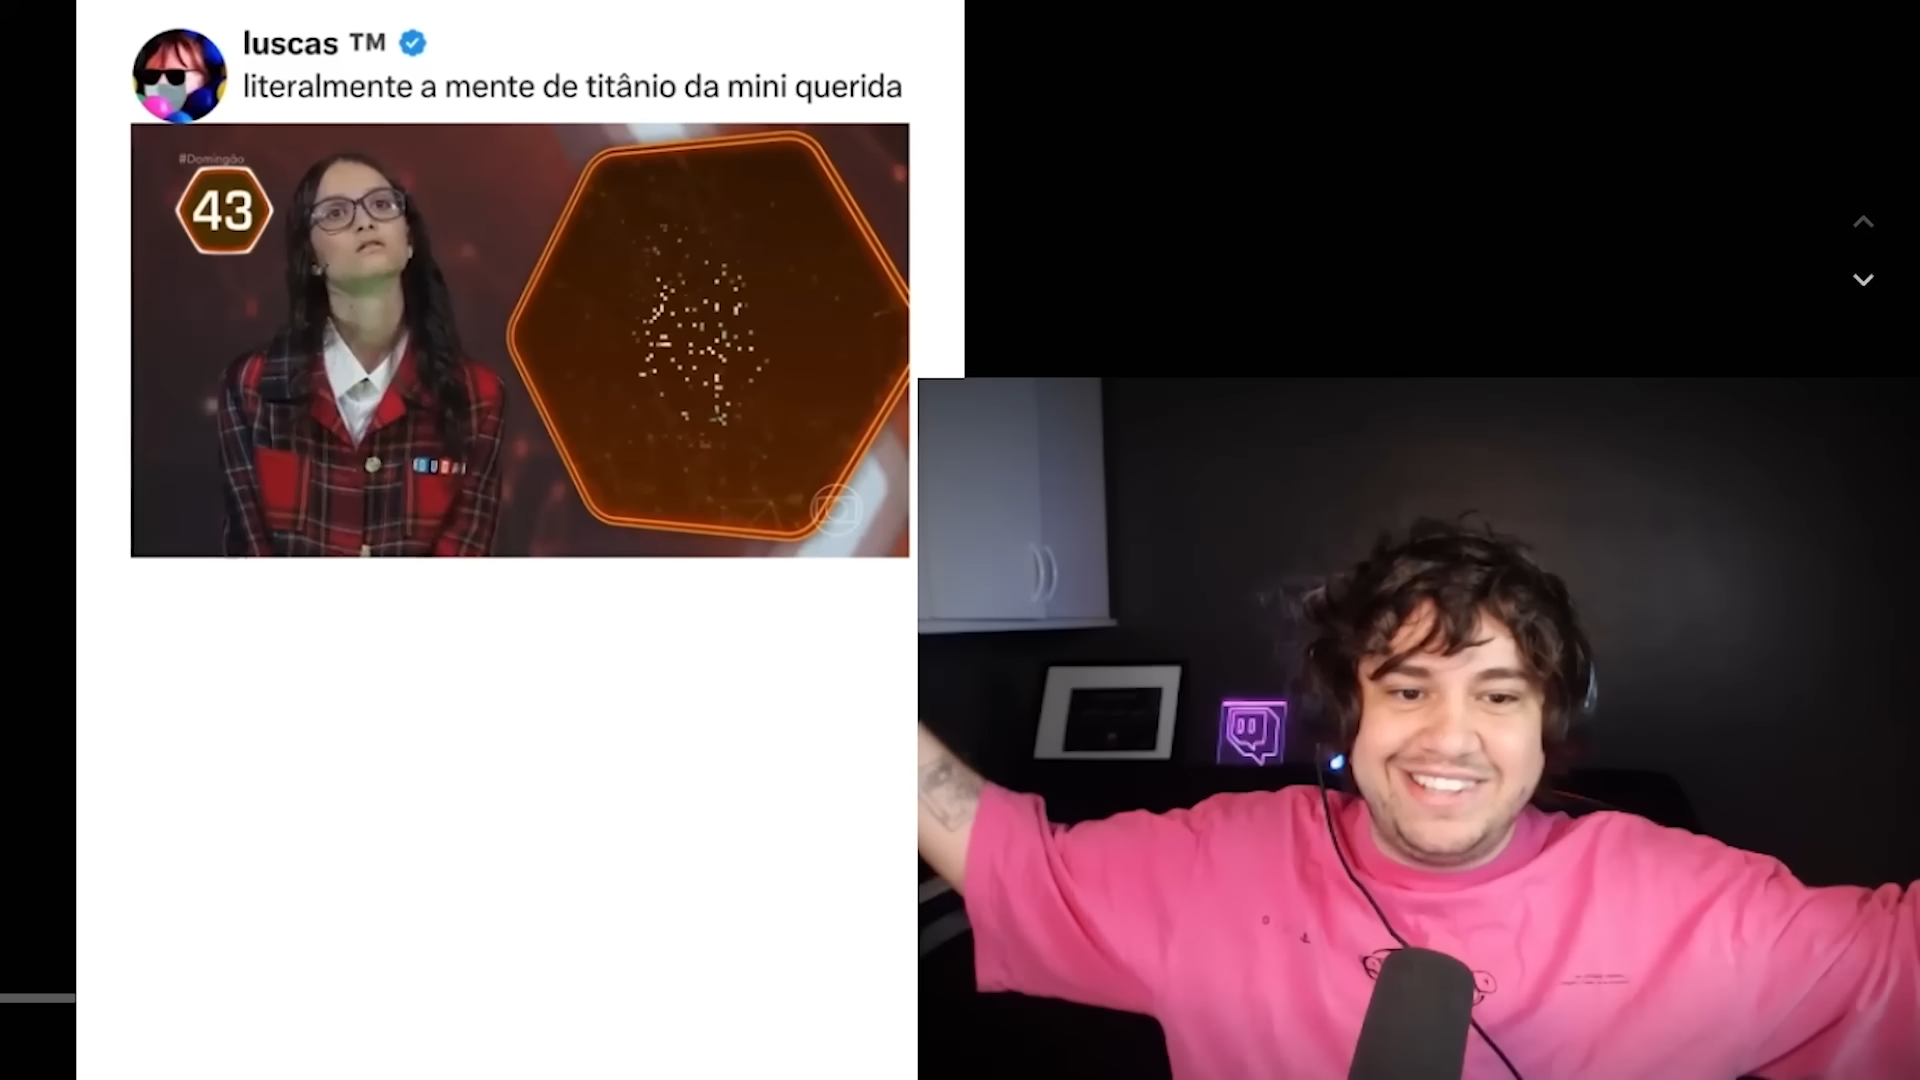 luscas ™
literalmente a mente de titânio da mini querida
#Domingão
43